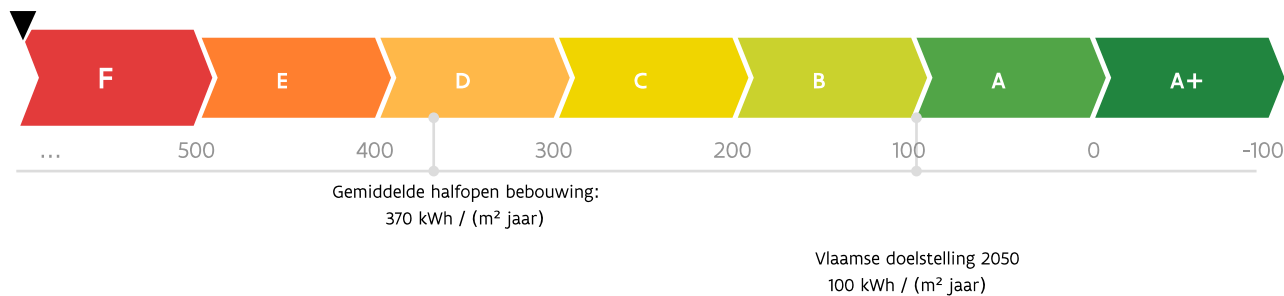 F E D C B A A+
... 500 400 300 200 100 0 -100
Gemiddelde halfopen bebouwing:
370 kWh / (m² jaar)
Vlaamse doelstelling 2050
100 kWh / (m² jaar)